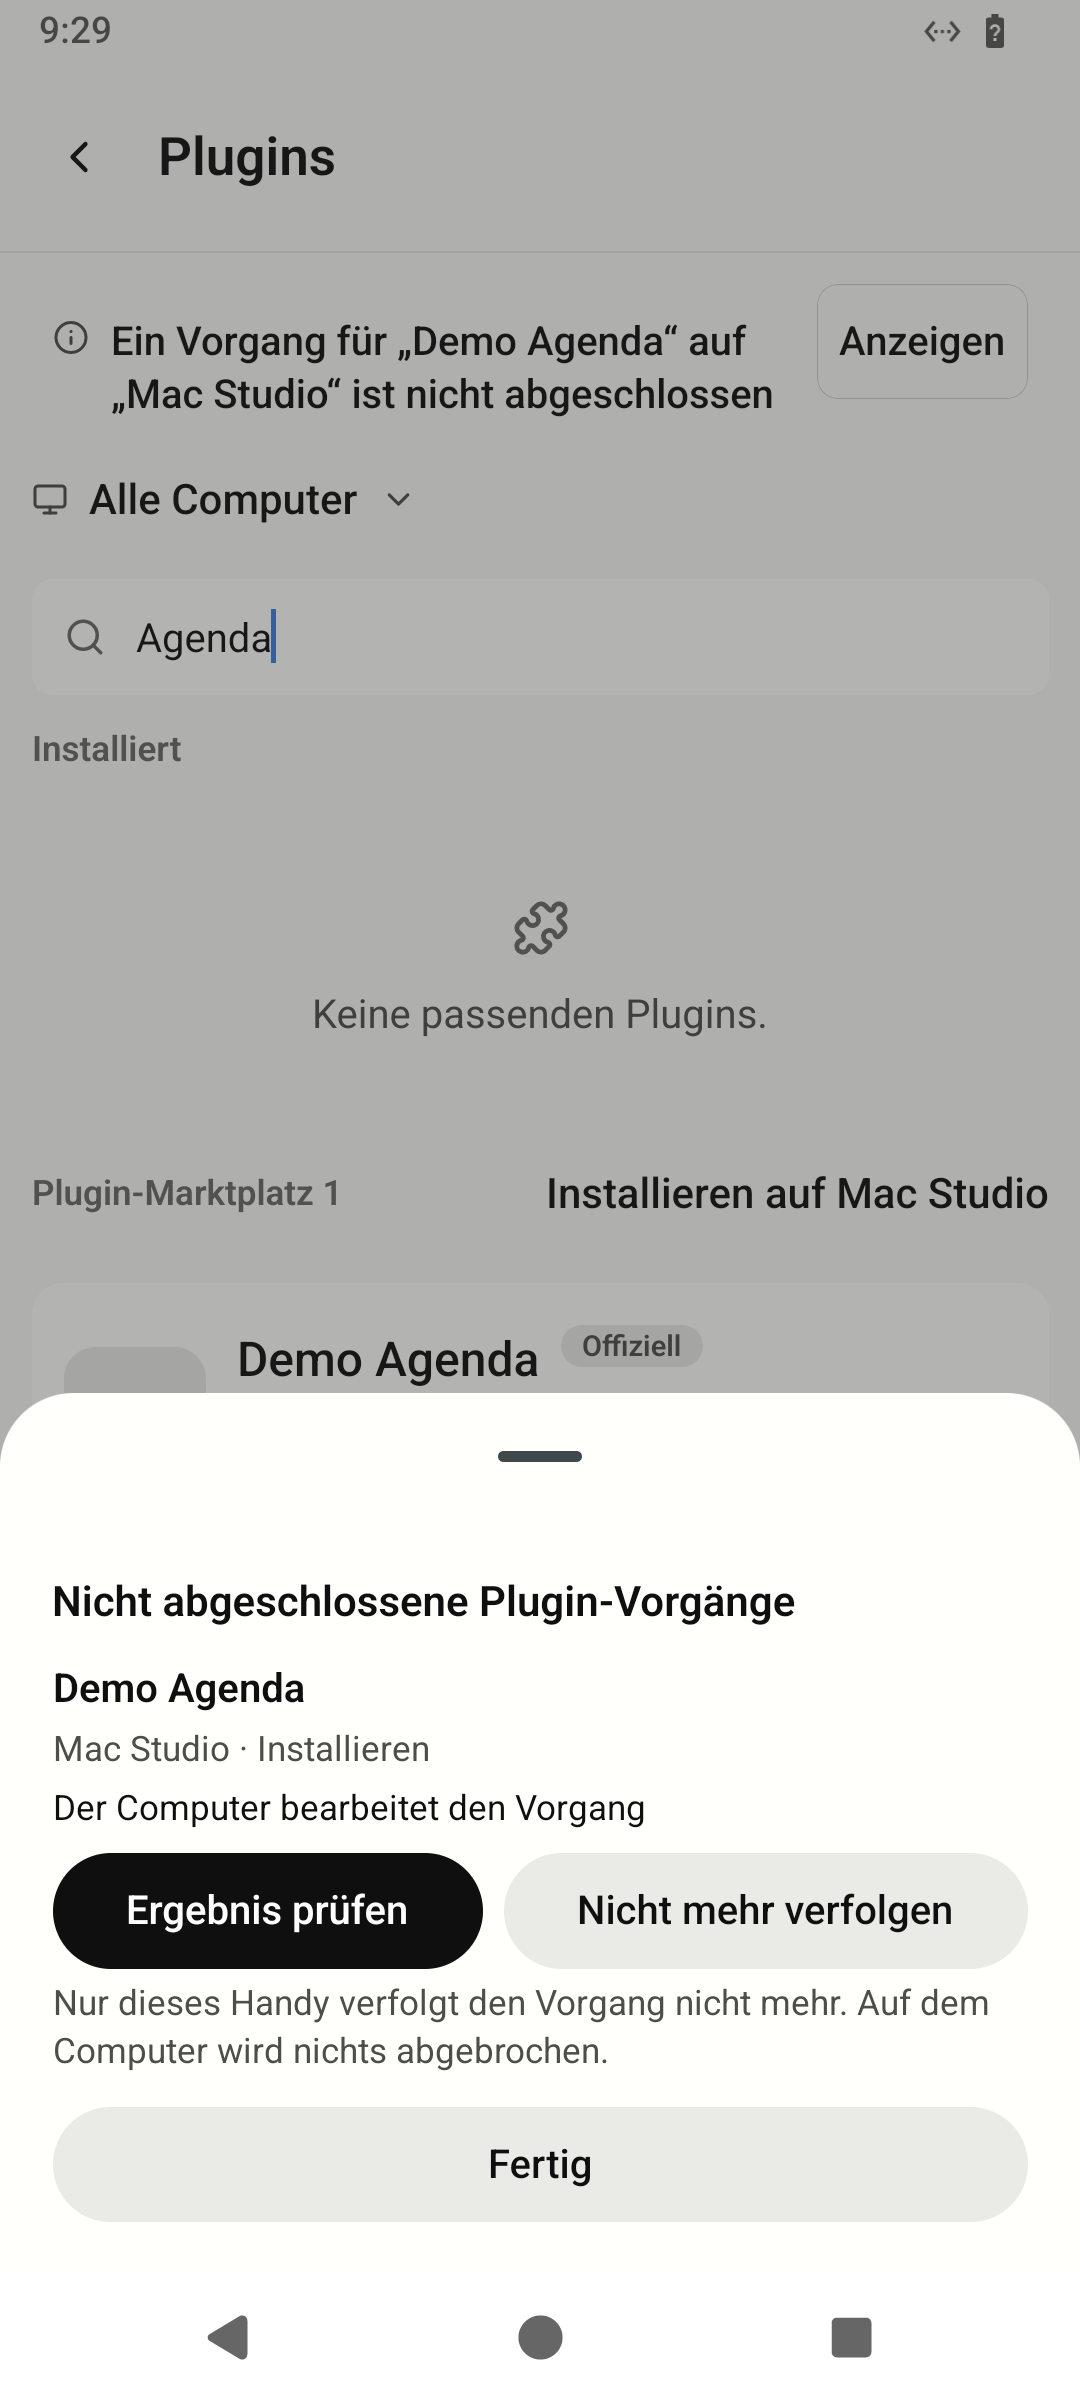 9:29
Plugins
Ein Vorgang für „Demo Agenda“ auf
„Mac Studio“ ist nicht abgeschlossen
Anzeigen
Alle Computer
Agenda
Installiert
Keine passenden Plugins.
Plugin-Marktplatz 1
Installieren auf Mac Studio
Demo Agenda
Offiziell
Nicht abgeschlossene Plugin-Vorgänge
Demo Agenda
Mac Studio · Installieren
Der Computer bearbeitet den Vorgang
Ergebnis prüfen
Nicht mehr verfolgen
Nur dieses Handy verfolgt den Vorgang nicht mehr. Auf dem
Computer wird nichts abgebrochen.
Fertig